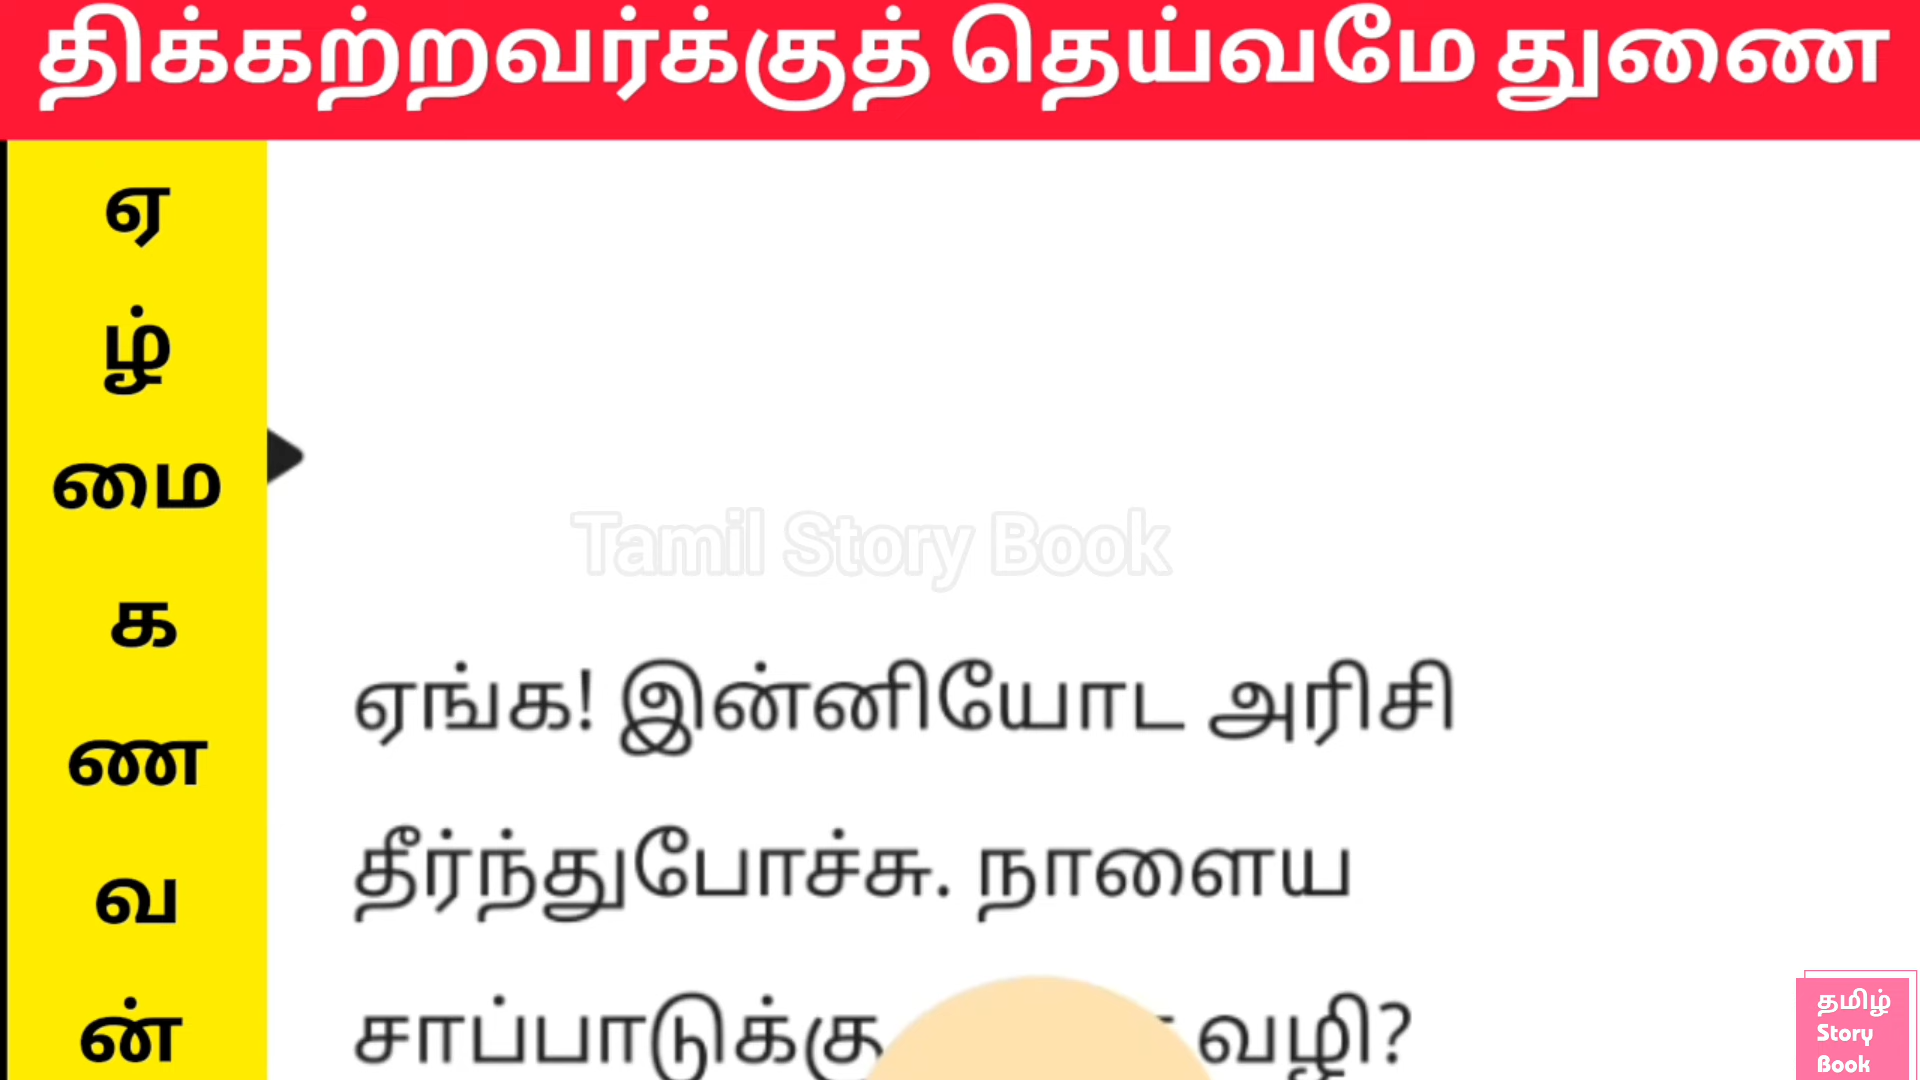 திக்கற்றவர்க்குத் தெய்வமே துணை
ஏ
ழ்
மை
க
ண
வ
ன்
Tamil Story Book
ஏங்க! இன்னியோட அரிசி
தீர்ந்துபோச்சு. நாளைய
சாப்பாடுக்கு வழி?
தமிழ்
Story
Book